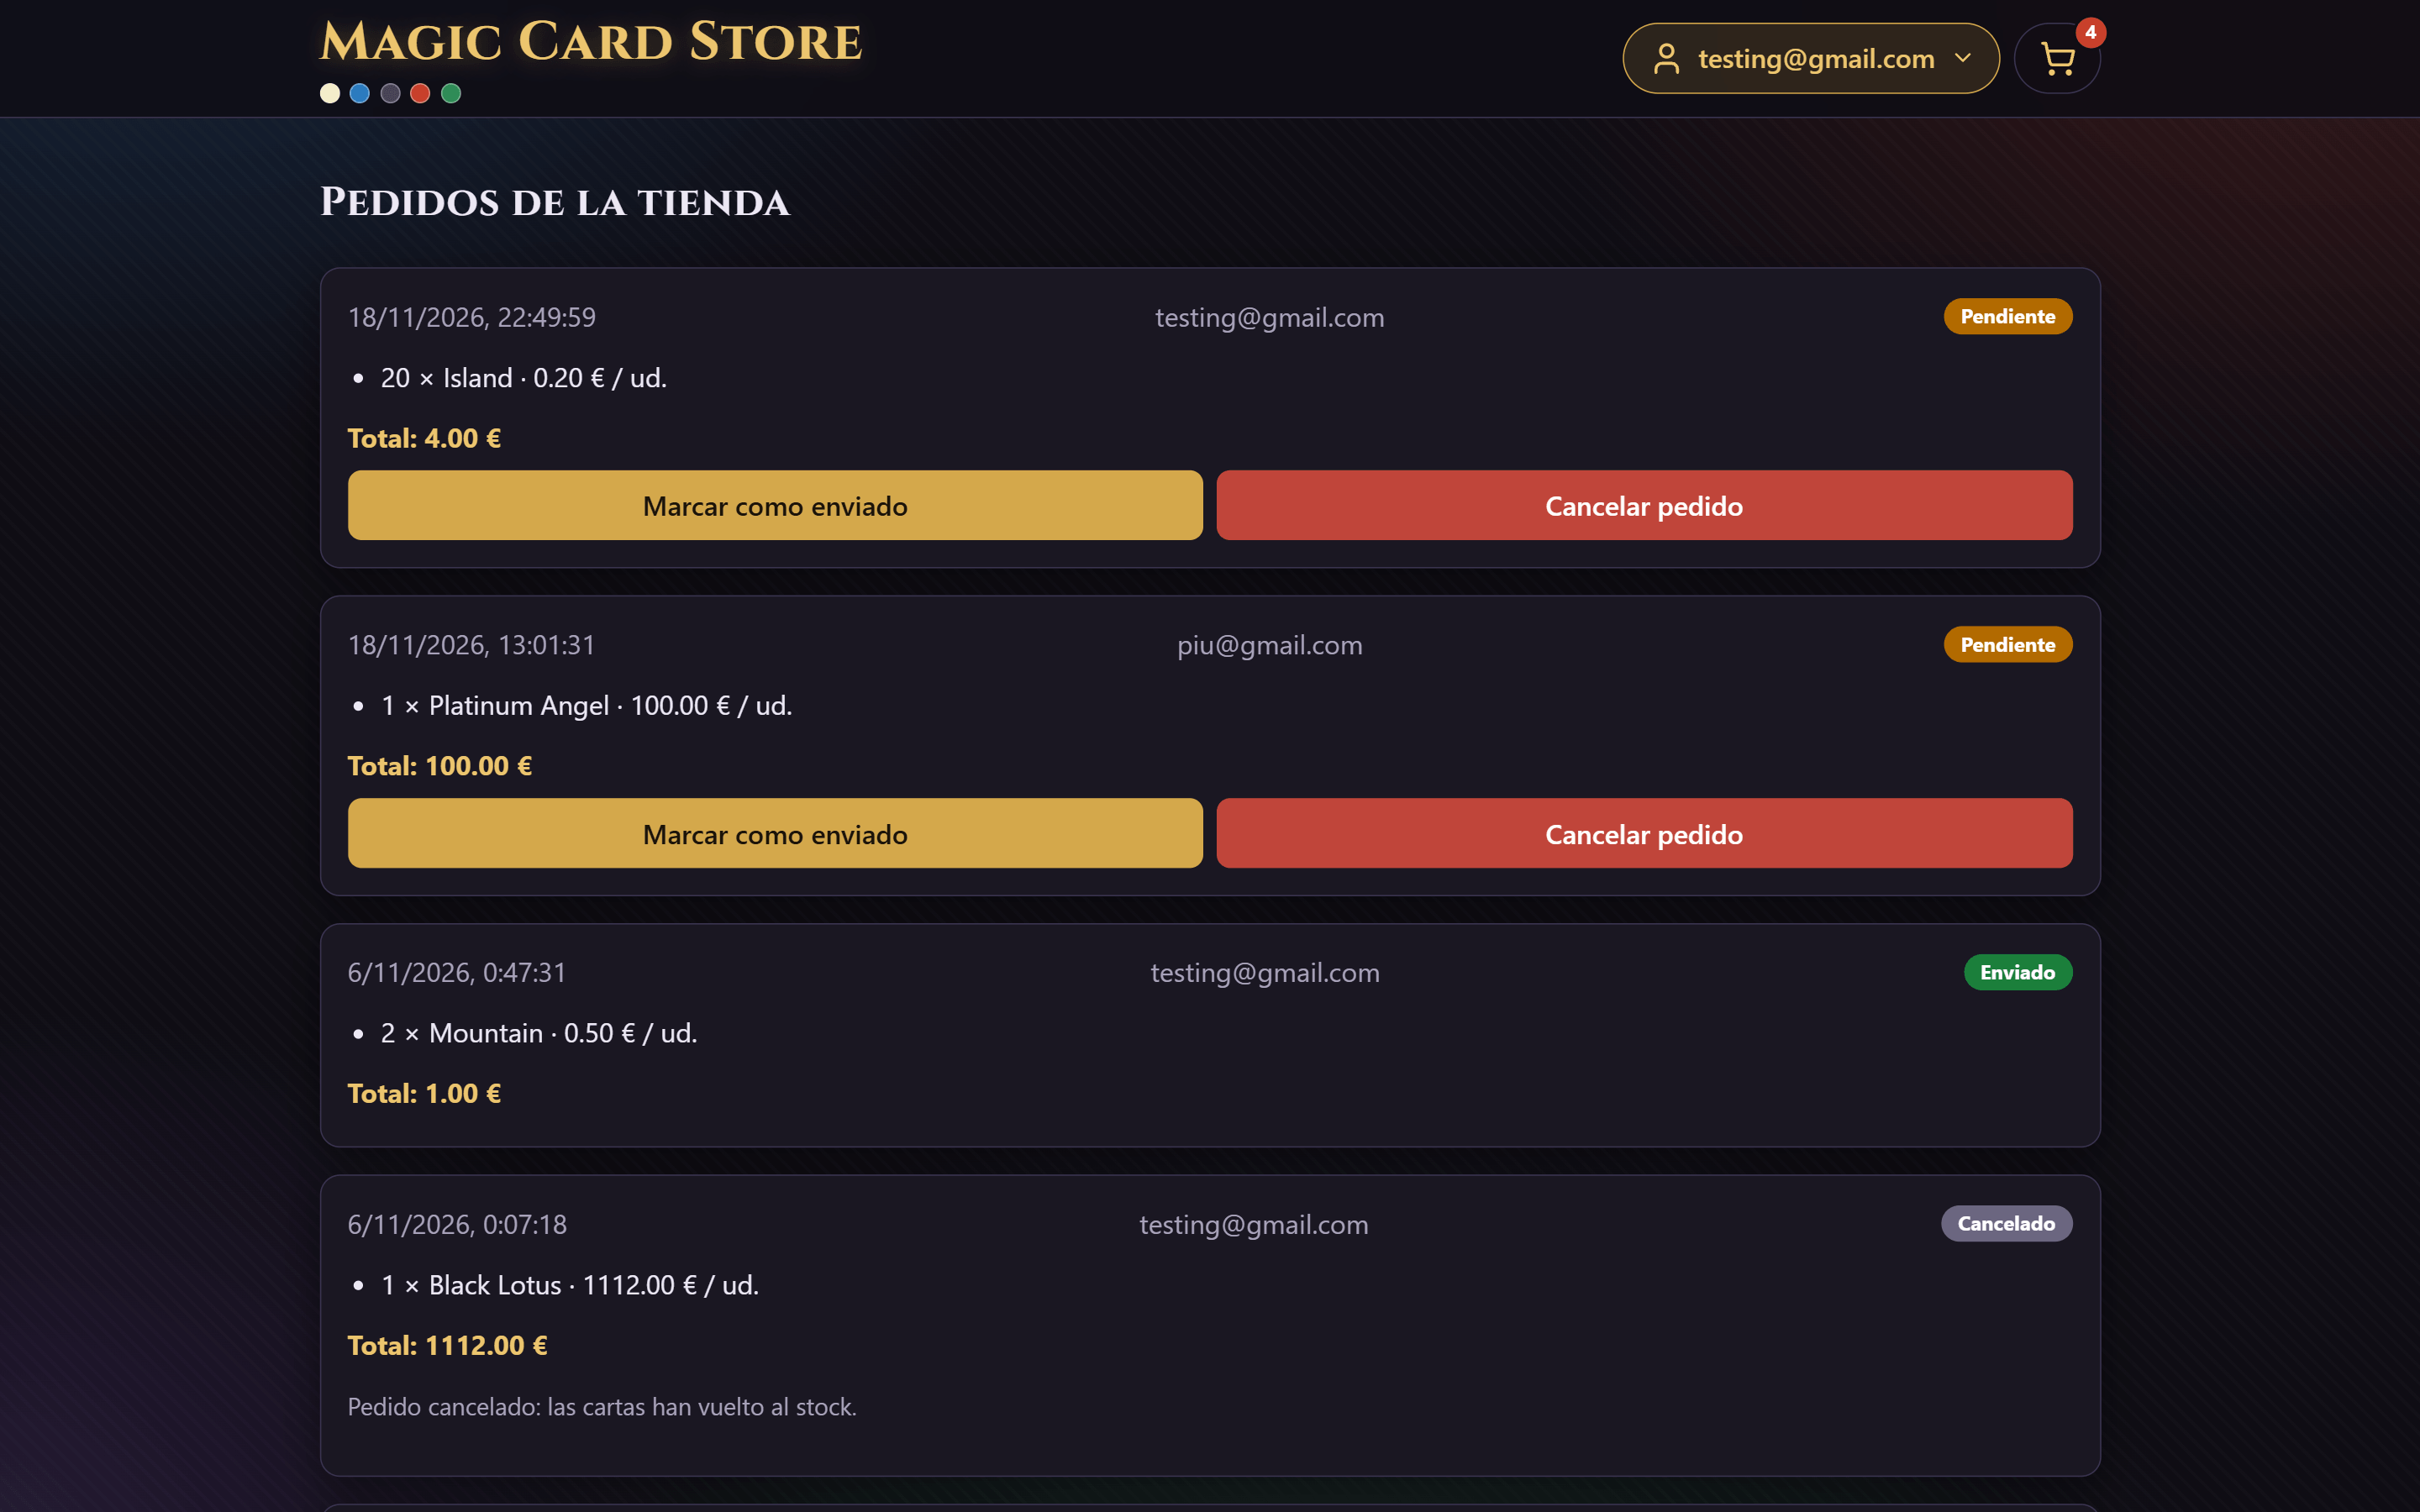 Magic Card Store
testing@gmail.com
4
Pedidos de la tienda
18/11/2026, 22:49:59 testing@gmail.com Pendiente
• 20 × Island · 0.20 € / ud.
Total: 4.00 €
Marcar como enviado Cancelar pedido
18/11/2026, 13:01:31 piu@gmail.com Pendiente
• 1 × Platinum Angel · 100.00 € / ud.
Total: 100.00 €
Marcar como enviado Cancelar pedido
6/11/2026, 0:47:31 testing@gmail.com Enviado
• 2 × Mountain · 0.50 € / ud.
Total: 1.00 €
6/11/2026, 0:07:18 testing@gmail.com Cancelado
• 1 × Black Lotus · 1112.00 € / ud.
Total: 1112.00 €
Pedido cancelado: las cartas han vuelto al stock.